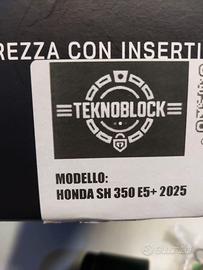 REZZA CON INSERTI
TEKNOBLOCK
MODELLO:
HONDA SH 350 E5+ 2025